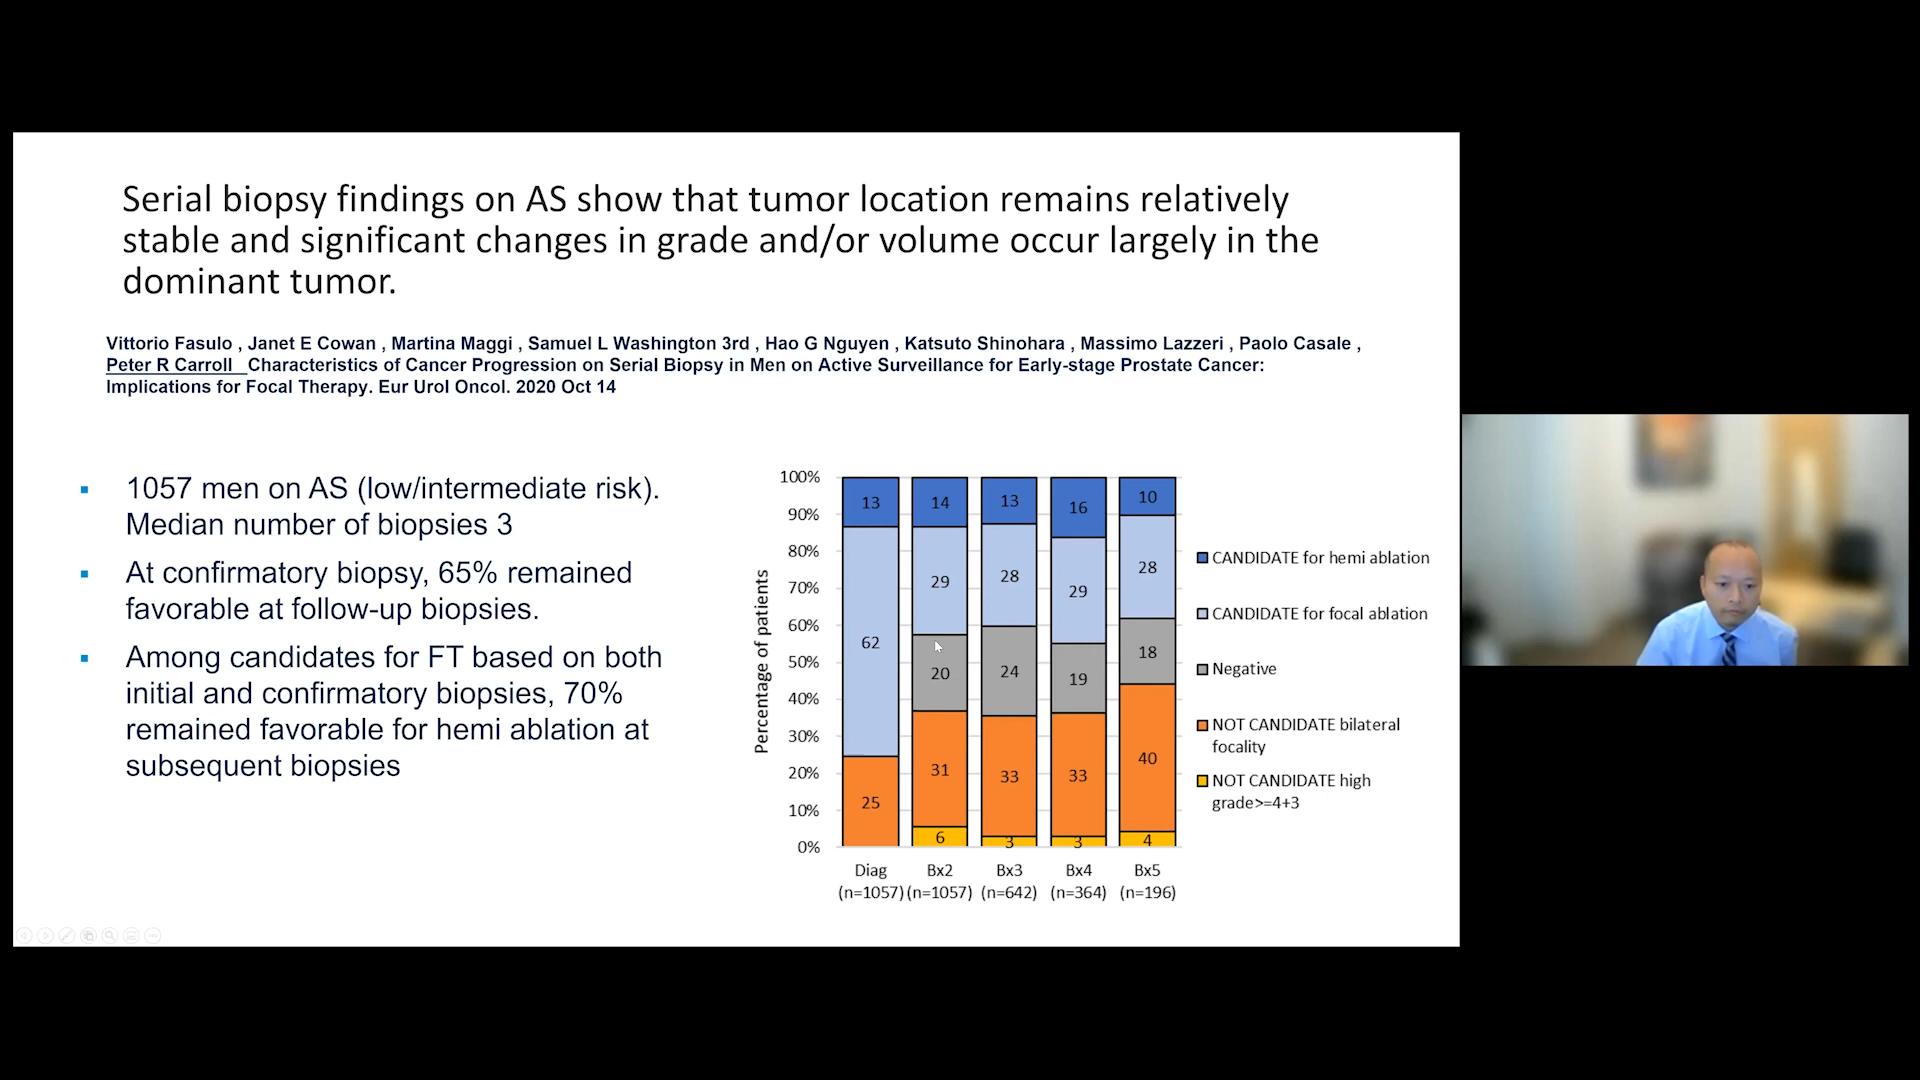 Serial biopsy findings on AS show that tumor location remains relatively
stable and significant changes in grade and/or volume occur largely in the
dominant tumor.
Vittorio Fasulo , Janet E Cowan , Martina Maggi , Samuel L Washington 3rd , Hao G Nguyen , Katsuto Shinohara , Massimo Lazzeri , Paolo Casale ,
Peter R Carroll Characteristics of Cancer Progression on Serial Biopsy in Men on Active Surveillance for Early-stage Prostate Cancer:
Implications for Focal Therapy. Eur Urol Oncol. 2020 Oct 14
▪ 1057 men on AS (low/intermediate risk).
Median number of biopsies 3
▪ At confirmatory biopsy, 65% remained
favorable at follow-up biopsies.
▪ Among candidates for FT based on both
initial and confirmatory biopsies, 70%
remained favorable for hemi ablation at
subsequent biopsies
Percentage of patients
100%
90%
80%
70%
60%
50%
40%
30%
20%
10%
0%
13 14 13 16 10
62 29 28 29 28
20 24 19 18
25 31 33 33 40
6 3 3 4
Diag Bx2 Bx3 Bx4 Bx5
(n=1057) (n=1057) (n=642) (n=364) (n=196)
CANDIDATE for hemi ablation
CANDIDATE for focal ablation
Negative
NOT CANDIDATE bilateral
focality
NOT CANDIDATE high
grade>=4+3